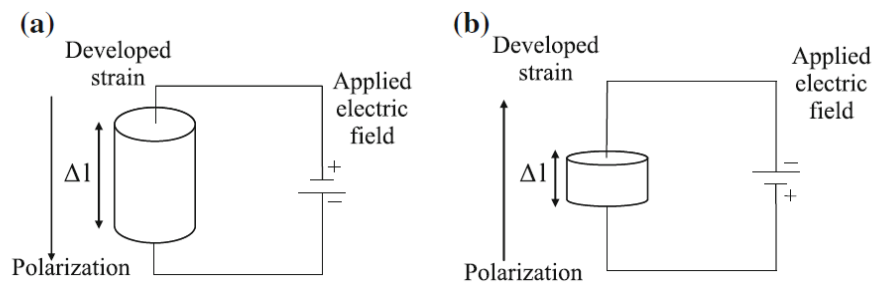 (a)
Developed
strain
Applied
electric
field
Δl
+
−
Polarization
(b)
Developed
strain
Applied
electric
field
Δl
−
+
Polarization